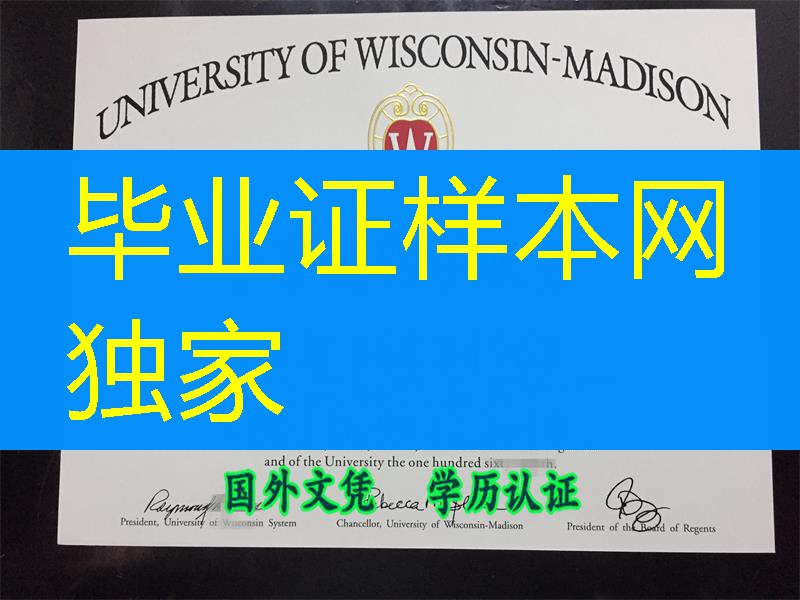 UNIVERSITY OF WISCONSIN-MADISON
W
毕业证样本网
独家
and of the University the one hundred
国外文凭 学历认证
President, University of Wisconsin System
Chancellor, University of Wisconsin-Madison
President of the Board of Regents